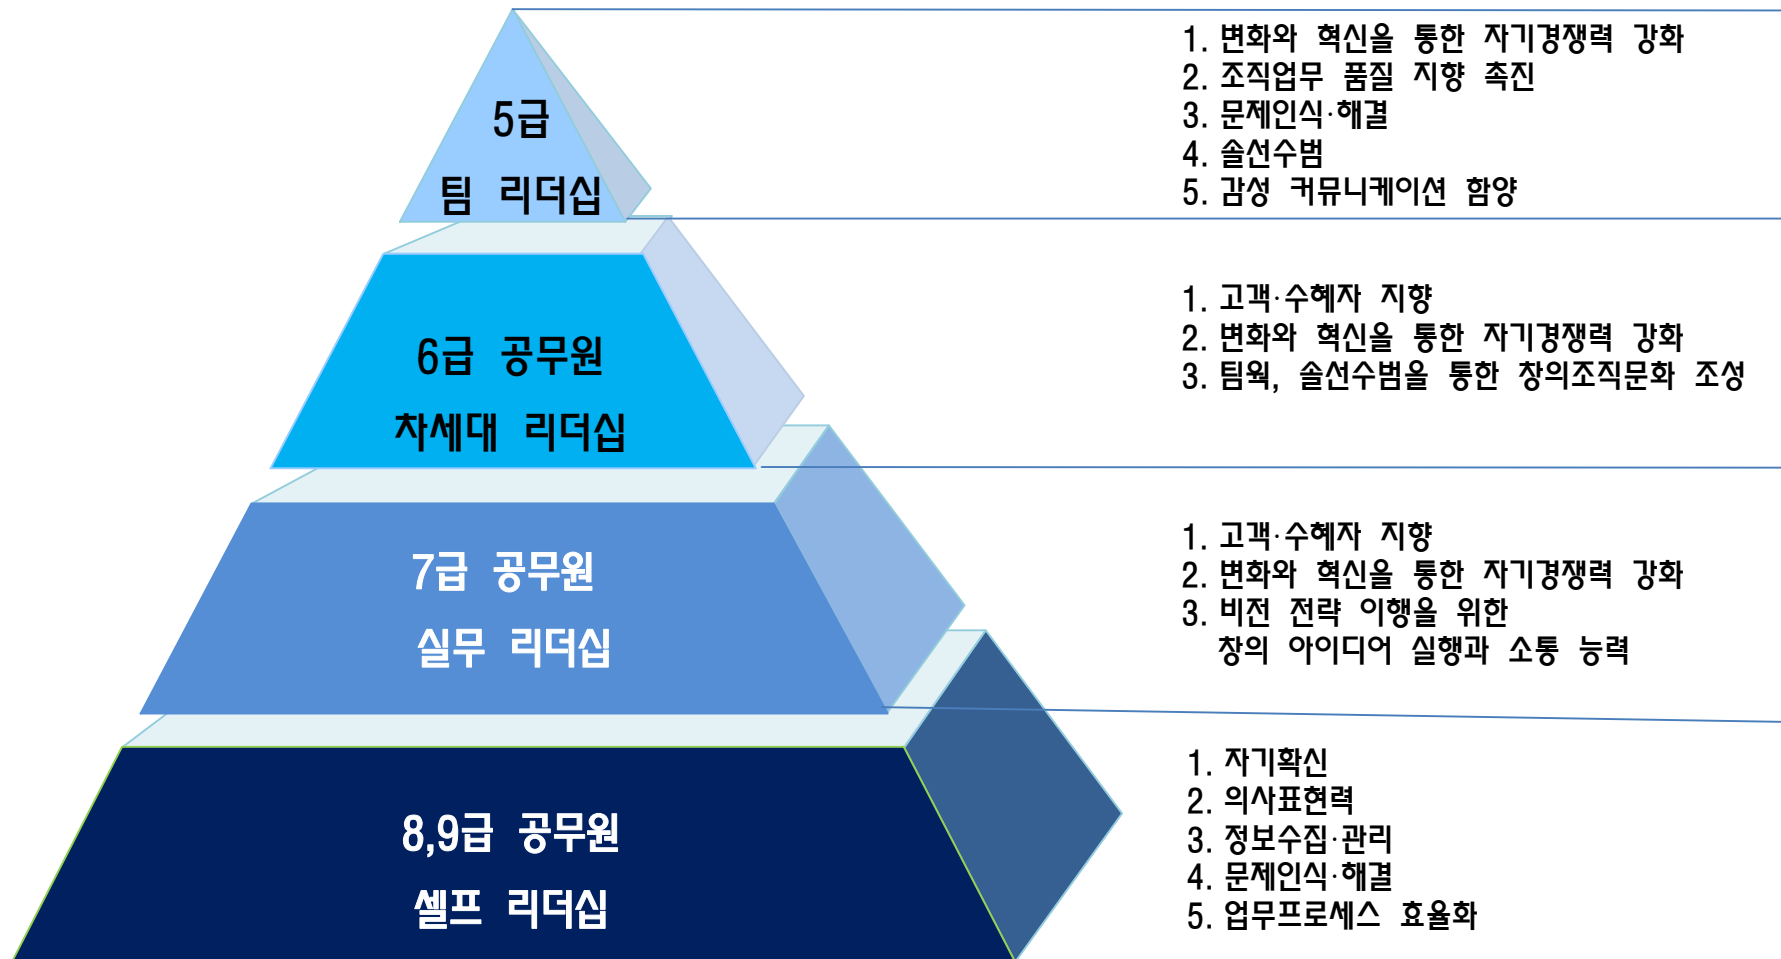 5급
팀 리더십
1. 변화와 혁신을 통한 자기경쟁력 강화
2. 조직업무 품질 지향 촉진
3. 문제인식·해결
4. 솔선수범
5. 감성 커뮤니케이션 함양
6급 공무원
차세대 리더십
1. 고객·수혜자 지향
2. 변화와 혁신을 통한 자기경쟁력 강화
3. 팀웍, 솔선수범을 통한 창의조직문화 조성
7급 공무원
실무 리더십
1. 고객·수혜자 지향
2. 변화와 혁신을 통한 자기경쟁력 강화
3. 비전 전략 이행을 위한
창의 아이디어 실행과 소통 능력
8,9급 공무원
셀프 리더십
1. 자기확신
2. 의사표현력
3. 정보수집·관리
4. 문제인식·해결
5. 업무프로세스 효율화